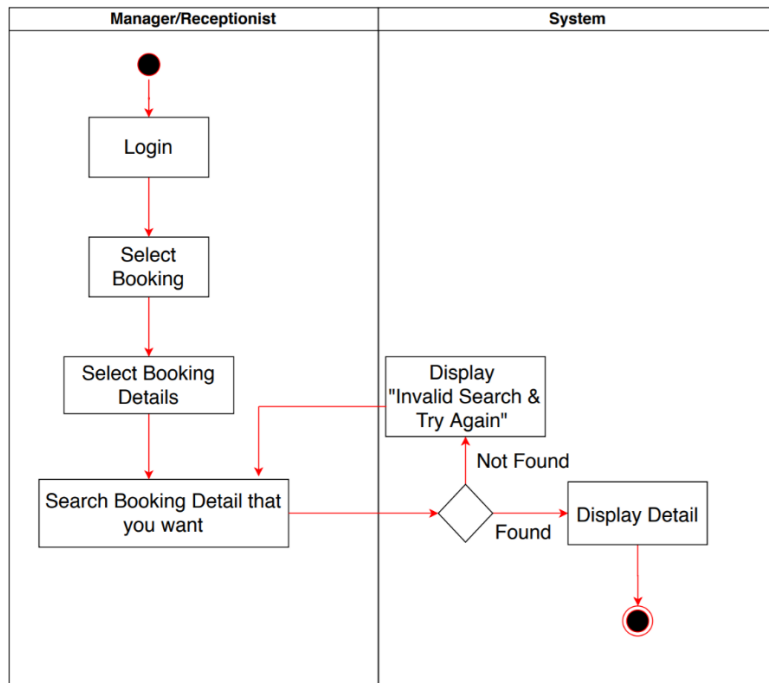 Manager/Receptionist
System
Login
Select
Booking
Select Booking
Details
Display
"Invalid Search &
Try Again"
Not Found
Search Booking Detail that
you want
Found
Display Detail